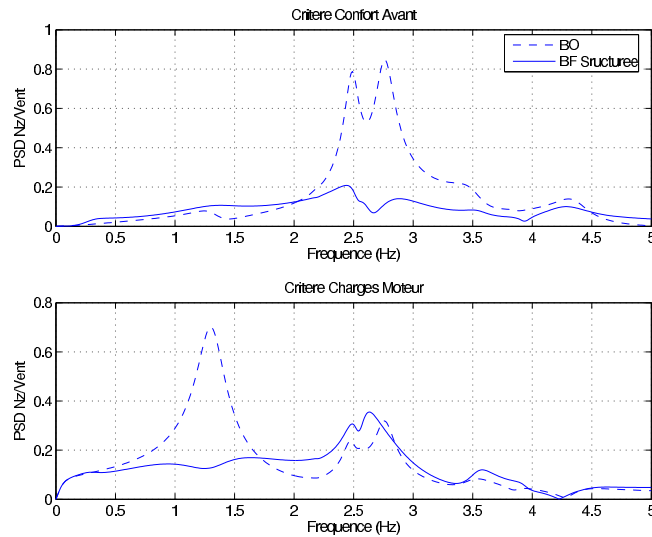 Critere Confort Avant
1
0.8
0.6
0.4
0.2
0
PSD Nz/Vent
BO
BF Sructuree
0 0.5 1 1.5 2 2.5 3 3.5 4 4.5 5
Frequence (Hz)
Critere Charges Moteur
0.8
0.6
0.4
0.2
0
PSD Nz/Vent
0 0.5 1 1.5 2 2.5 3 3.5 4 4.5 5
Frequence (Hz)